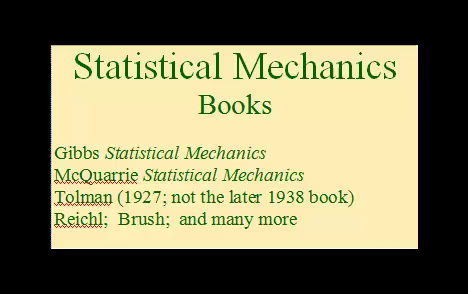 Statistical Mechanics
Books
Gibbs Statistical Mechanics
McQuarrie Statistical Mechanics
Tolman (1927; not the later 1938 book)
Reichl;  Brush;  and many more